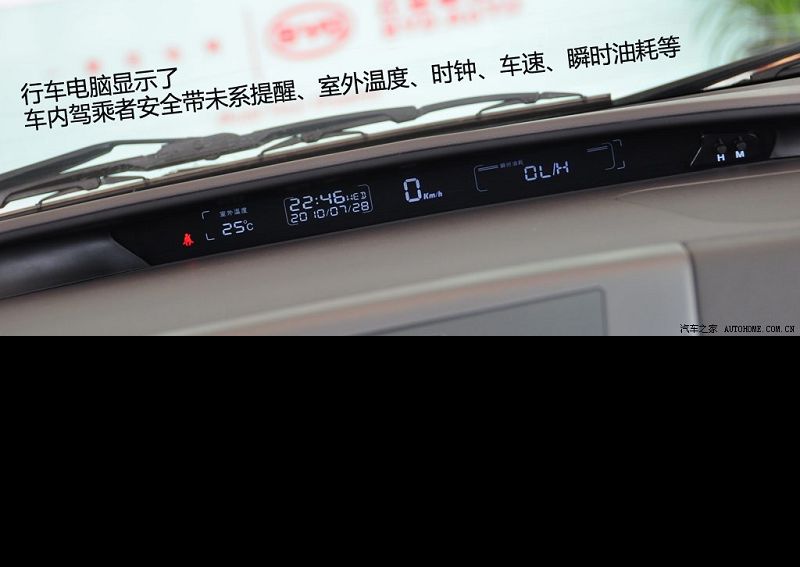 BYD
行车电脑显示了
车内驾乘者安全带未系提醒、室外温度、时钟、车速、瞬时油耗等
室外温度
25℃
22:46 WED
2010/07/28
0 Km/h
瞬时油耗
0L/H
H M
汽车之家 AUTOHOME.COM.CN